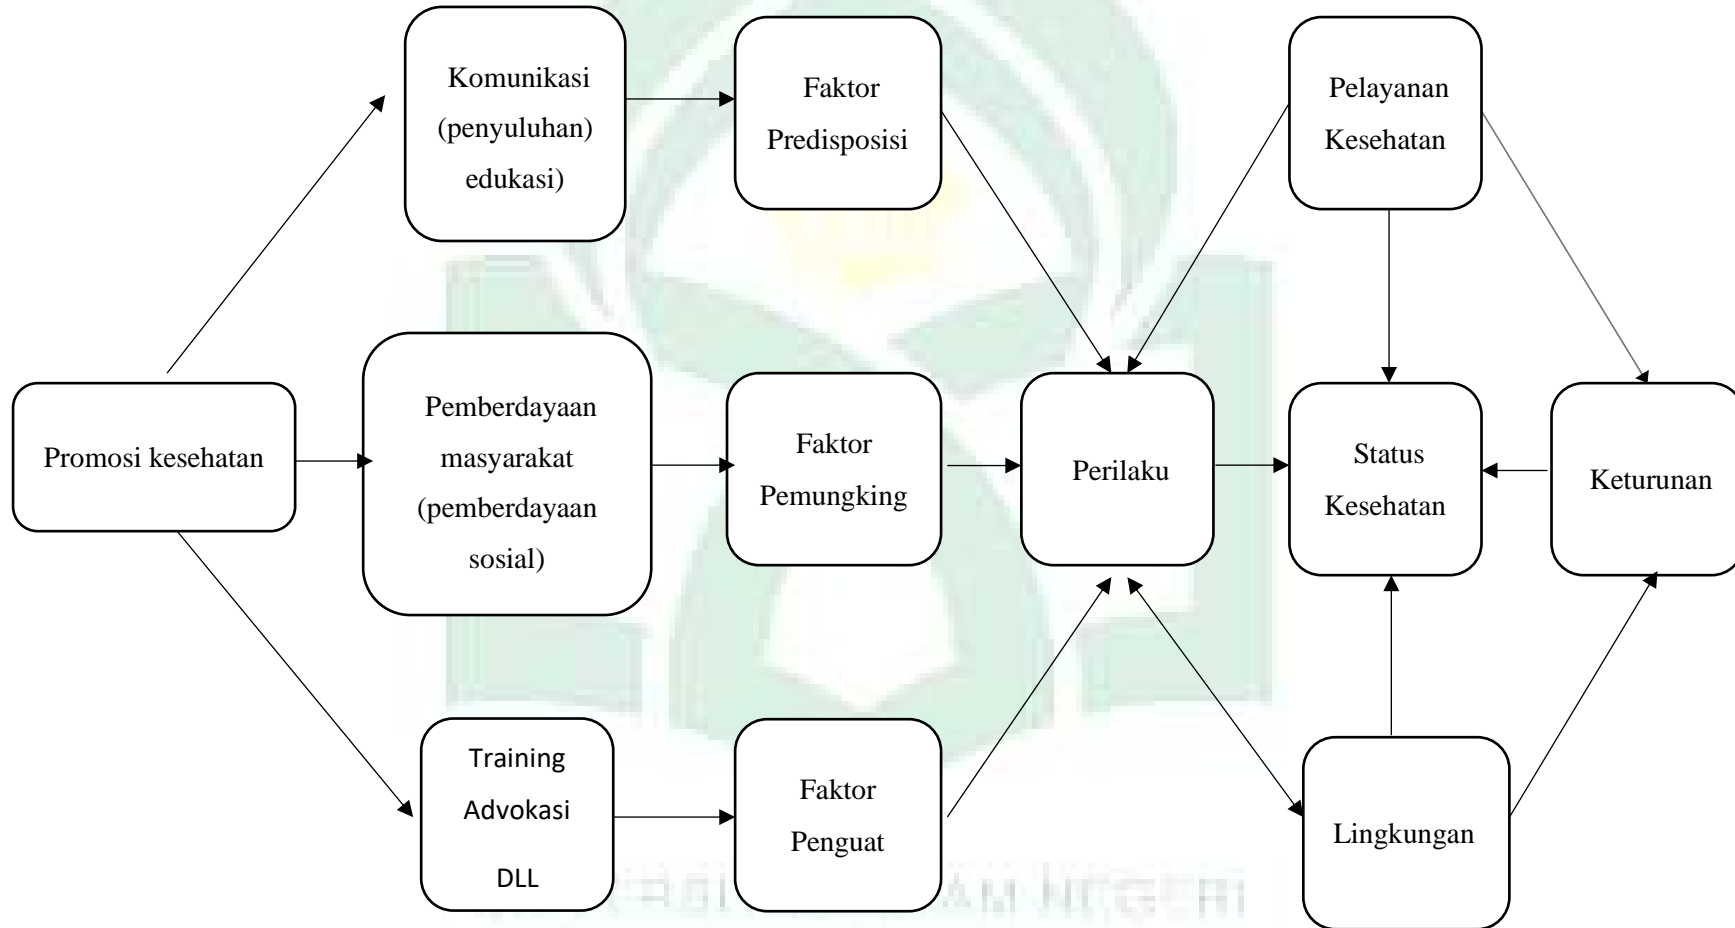 Komunikasi
(penyuluhan)
edukasi)
Faktor
Predisposisi
Pelayanan
Kesehatan
Promosi kesehatan
Pemberdayaan
masyarakat
(pemberdayaan
sosial)
Faktor
Pemungking
Perilaku
Status
Kesehatan
Keturunan
Training
Advokasi
DLL
Faktor
Penguat
Lingkungan